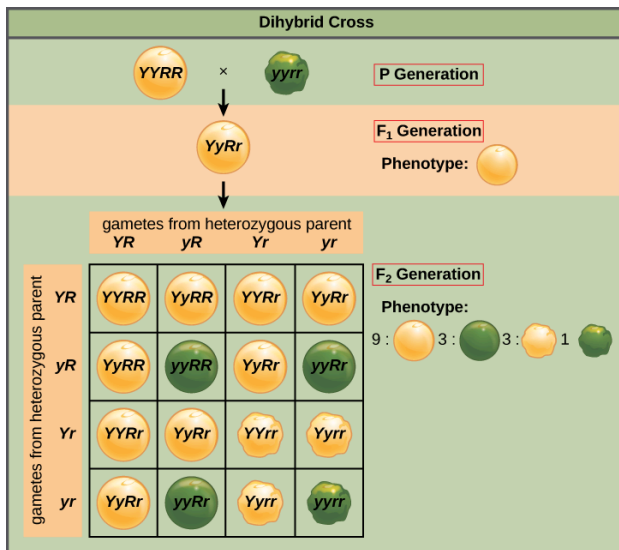 Dihybrid Cross
YYRR × yyrr
P Generation
YyRr
F₁ Generation
Phenotype:
gametes from heterozygous parent
YR yR Yr yr
gametes from heterozygous parent
YR YYRR YyRR YYRr YyRr
yR YyRR yyRR YyRr yyRr
Yr YYRr YyRr YYrr Yyrr
yr YyRr yyRr Yyrr yyrr
F₂ Generation
Phenotype:
9 : 3 : 3 : 1